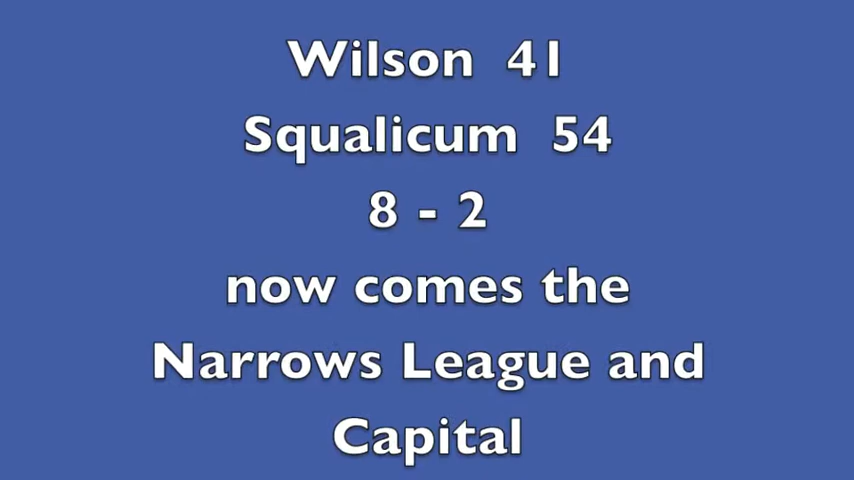 Wilson  41
Squalicum  54
8 - 2
now comes the
Narrows League and
Capital